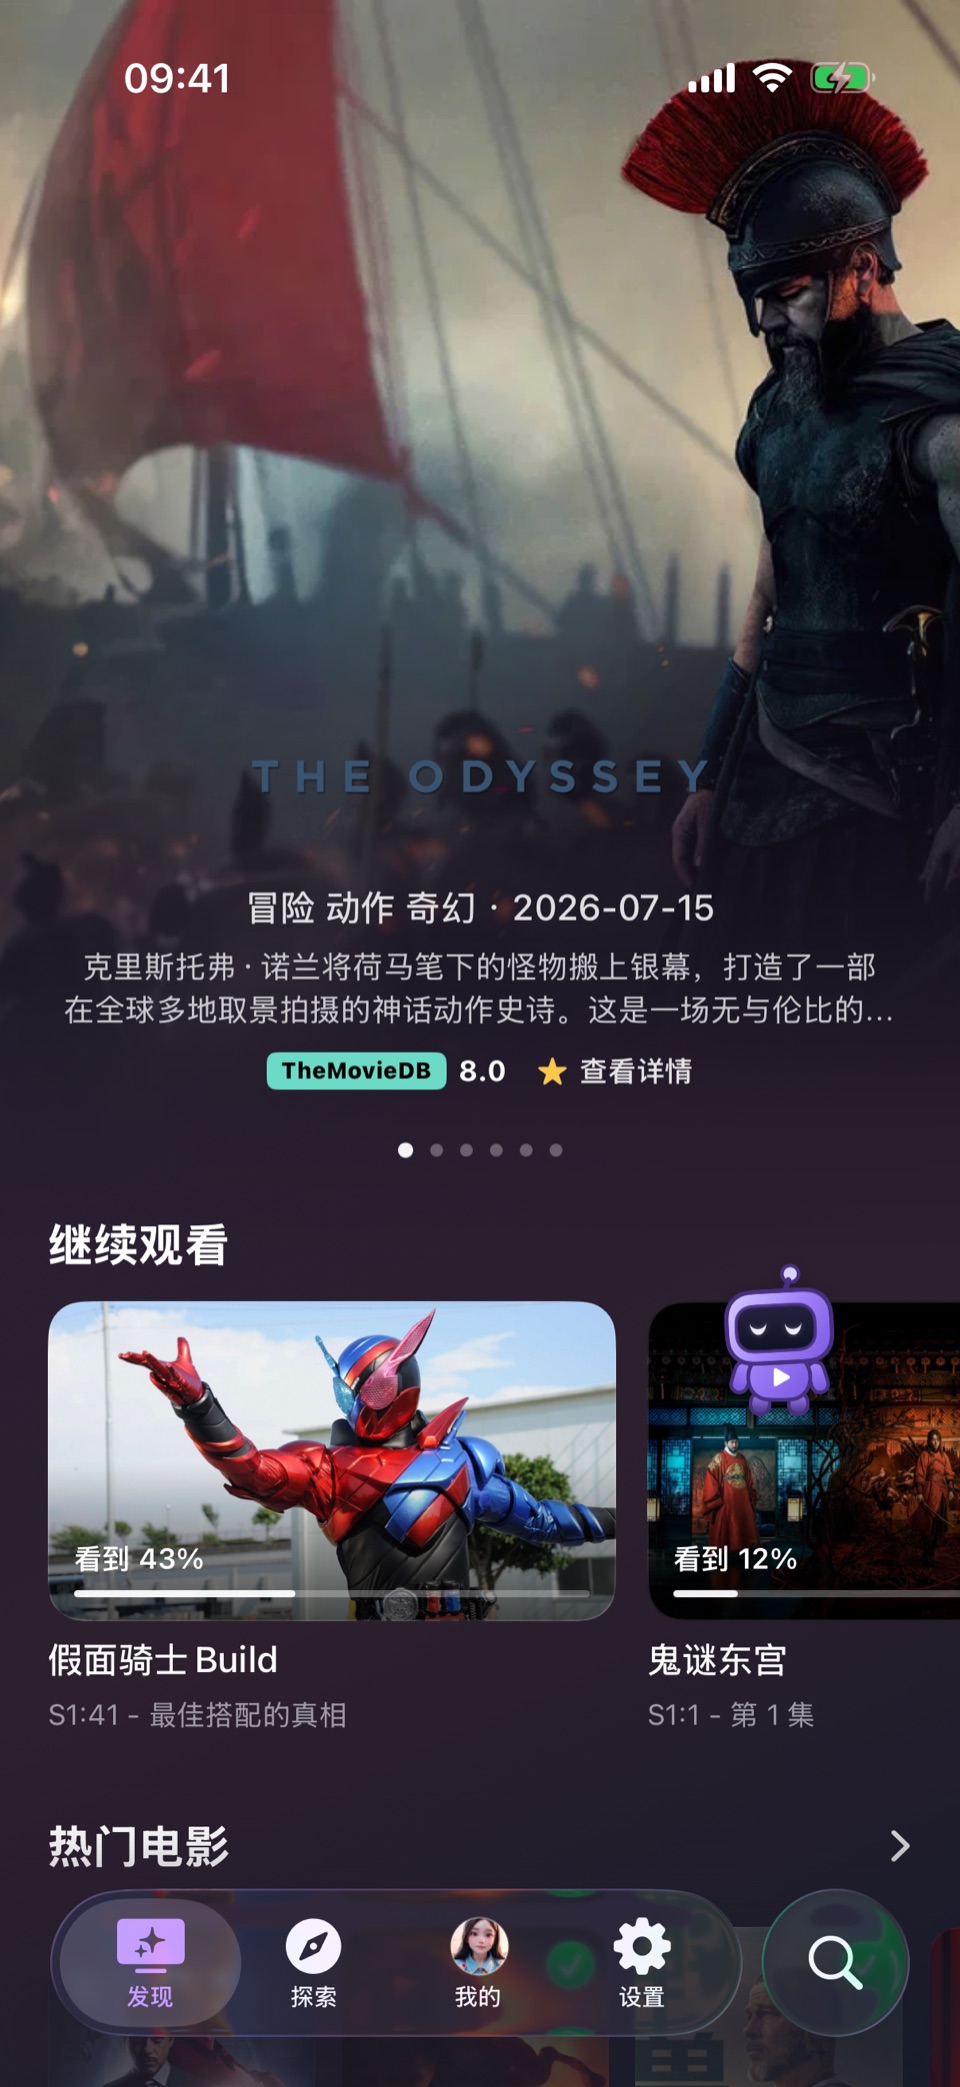 09:41
THE ODYSSEY
冒险 动作 奇幻 · 2026-07-15
克里斯托弗 · 诺兰将荷马笔下的怪物搬上银幕，打造了一部
在全球多地取景拍摄的神话动作史诗。这是一场无与伦比的…
TheMovieDB 8.0 ⭐ 查看详情
继续观看
看到 43%
看到 12%
假面骑士 Build
鬼谜东宫
S1:41 - 最佳搭配的真相
S1:1 - 第 1 集
热门电影
发现
探索
我的
设置